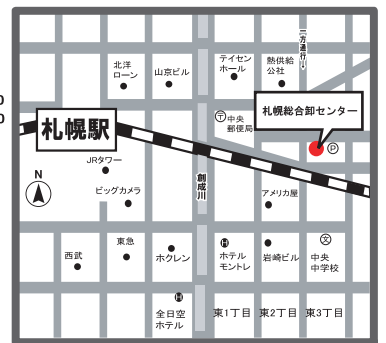 一方通行→
北洋
ローン
山京ビル
テイセン
ホール
熱供給
公社
札幌総合卸センター
〒
中央
郵便局
P
札幌駅
JRタワー
N
ビッグカメラ
創成川
アメリカ屋
西武
東急
ホクレン
H
ホテル
モントレ
岩崎ビル
文
中央
中学校
H
全日空
ホテル
東1丁目
東2丁目
東3丁目